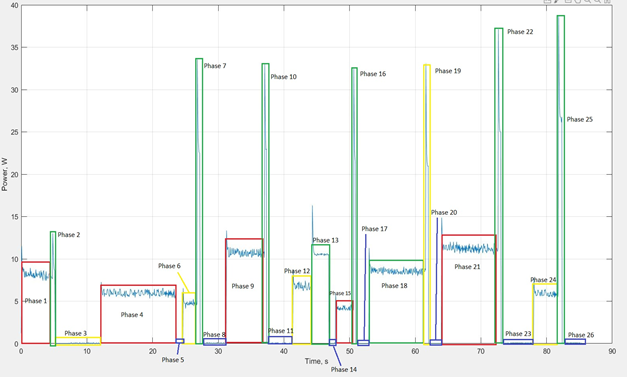 40
35
30
25
20
15
10
5
0
Power, W
0 10 20 30 40 50 60 70 80 90
Time, s
Phase 1
Phase 2
Phase 3
Phase 4
Phase 5
Phase 6
Phase 7
Phase 8
Phase 9
Phase 10
Phase 11
Phase 12
Phase 13
Phase 14
Phase 15
Phase 16
Phase 17
Phase 18
Phase 19
Phase 20
Phase 21
Phase 22
Phase 23
Phase 24
Phase 25
Phase 26